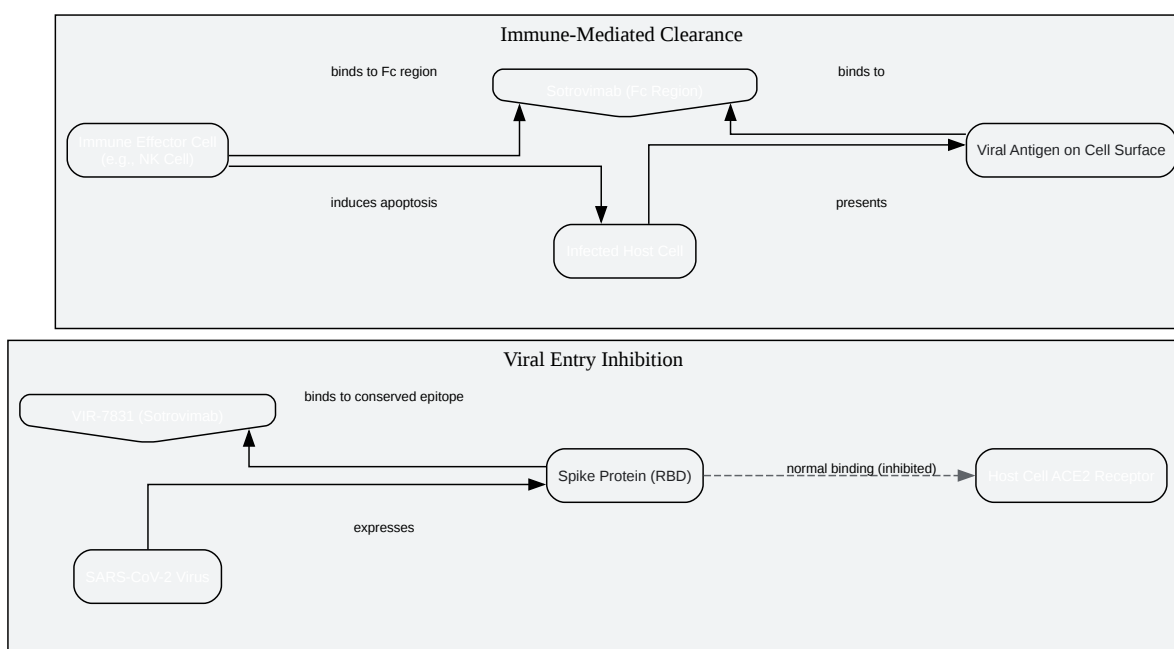 Immune-Mediated Clearance
binds to Fc region
binds to
Sotrovimab (Fc Region)
Immune Effector Cell
(e.g., NK Cell)
Viral Antigen on Cell Surface
induces apoptosis
presents
Infected Host Cell
Viral Entry Inhibition
binds to conserved epitope
VIR-7831 (Sotrovimab)
Spike Protein (RBD)
normal binding (inhibited)
Host Cell ACE2 Receptor
expresses
SARS-CoV-2 Virus